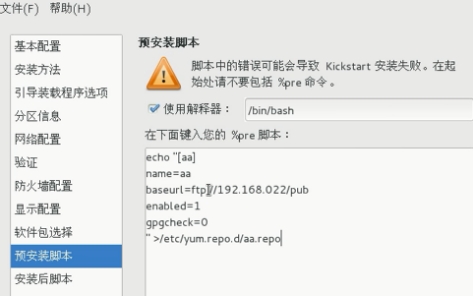 文件(F) 帮助(H)
基本配置
安装方法
引导装载程序选项
分区信息
网络配置
验证
防火墙配置
显示配置
软件包选择
预安装脚本
安装后脚本
预安装脚本
脚本中的错误可能会导致 Kickstart 安装失败。在起
始处请不要包括 %pre 命令。
使用解释器： /bin/bash
在下面键入您的 %pre 脚本：
echo "[aa]
name=aa
baseurl=ftp://192.168.022/pub
enabled=1
gpgcheck=0
" >/etc/yum.repo.d/aa.repo